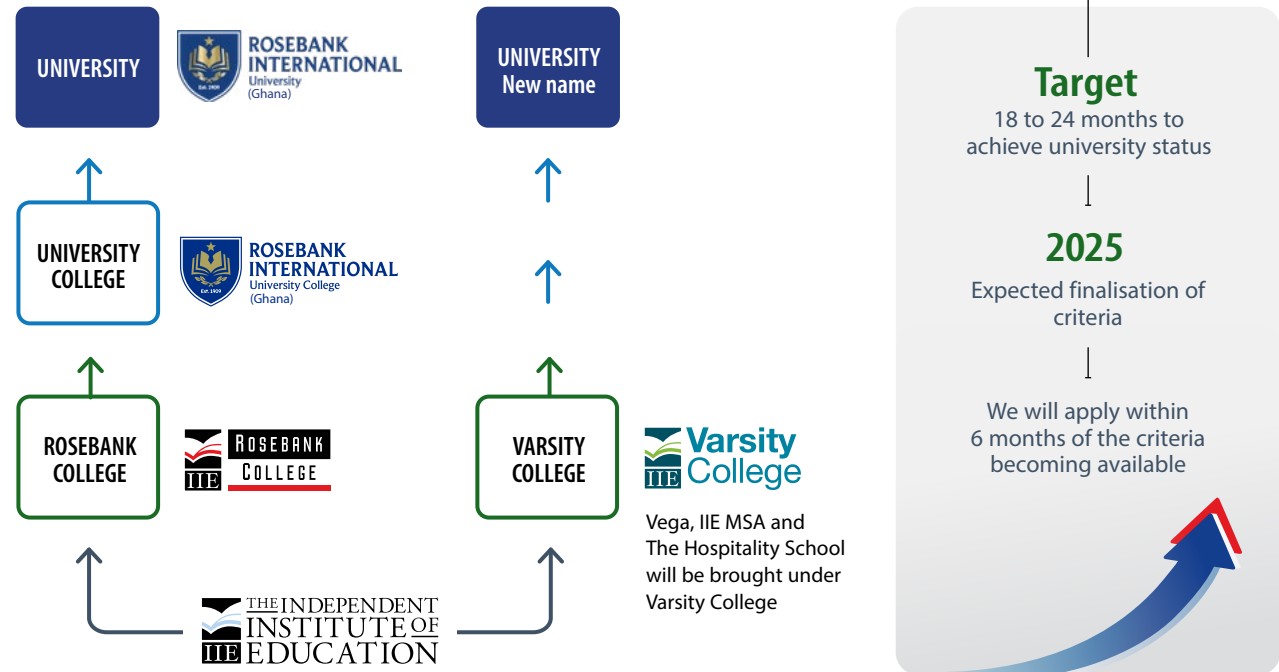 UNIVERSITY
ROSEBANK
INTERNATIONAL
University
(Ghana)
Est. 1909
UNIVERSITY
New name
UNIVERSITY
COLLEGE
ROSEBANK
INTERNATIONAL
University College
(Ghana)
Est. 1909
ROSEBANK
COLLEGE
IIE
ROSEBANK
COLLEGE
VARSITY
COLLEGE
IIE
Varsity
College
Vega, IIE MSA and
The Hospitality School
will be brought under
Varsity College
IIE
THE INDEPENDENT
INSTITUTE OF
EDUCATION
Target
18 to 24 months to
achieve university status
2025
Expected finalisation of
criteria
We will apply within
6 months of the criteria
becoming available